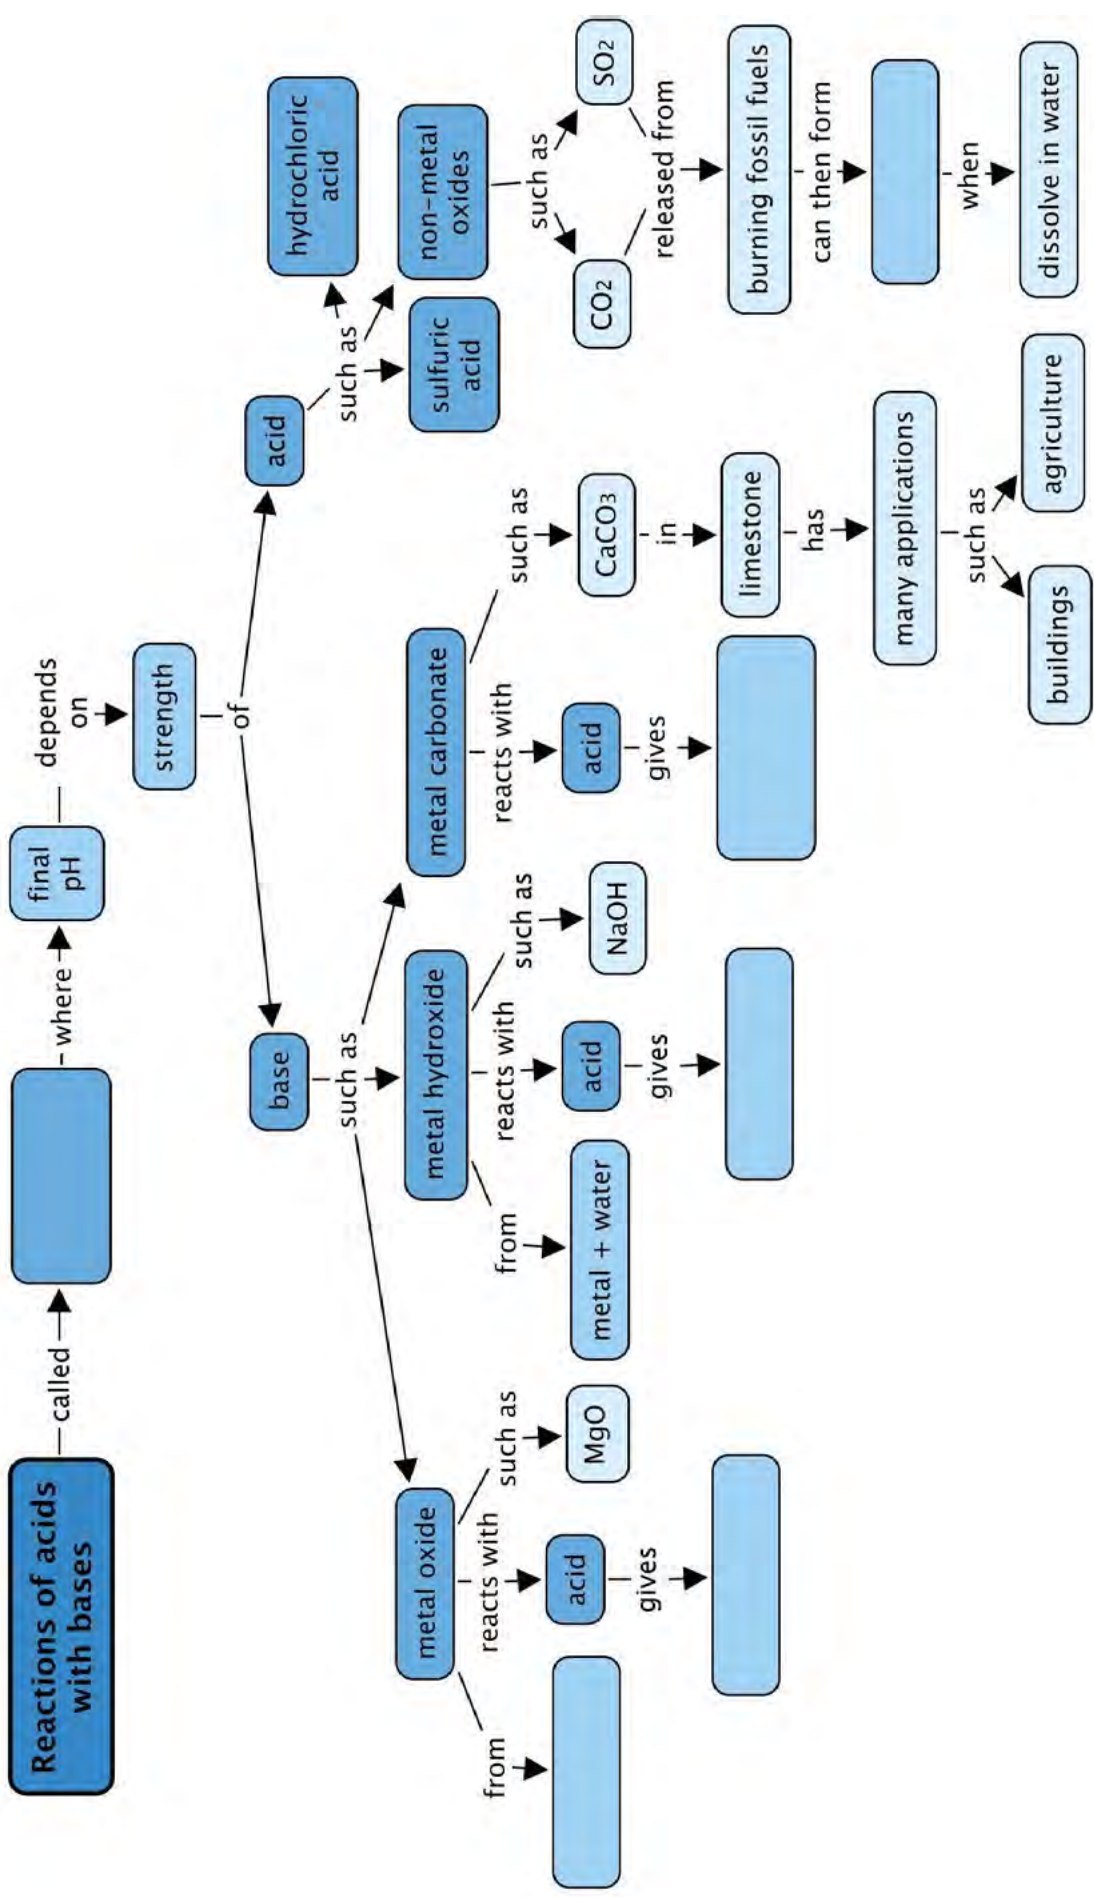 Reactions of acids
with bases
called
where
final
pH
depends
on
strength
of
base
acid
such as
such as
hydrochloric
acid
sulfuric
acid
non-metal
oxides
metal oxide
metal hydroxide
metal carbonate
from
reacts with
such as
from
reacts with
such as
reacts with
such as
such as
acid
MgO
metal + water
acid
NaOH
acid
CaCO3
CO2
SO2
gives
gives
gives
in
released from
limestone
burning fossil fuels
has
can then form
many applications
such as
when
buildings
agriculture
dissolve in water